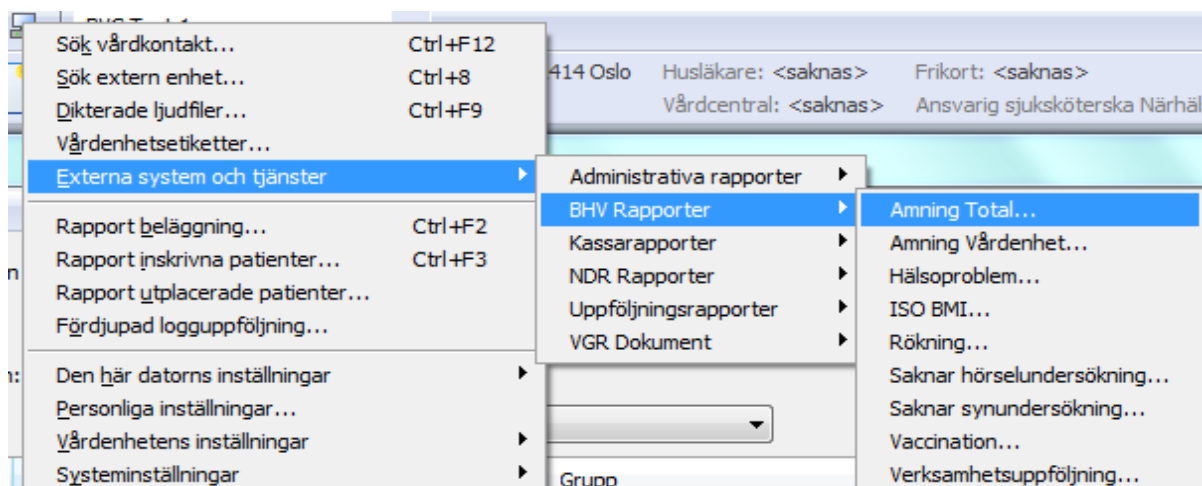 Sök vårdkontakt... Ctrl+F12
Sök extern enhet... Ctrl+8
Dikterade ljudfiler... Ctrl+F9
Vårdenhetsetiketter...
Externa system och tjänster
Rapport beläggning... Ctrl+F2
Rapport inskrivna patienter... Ctrl+F3
Rapport utplacerade patienter...
Fördjupad logguppföljning...
Den här datorns inställningar
Personliga inställningar...
Vårdenhetens inställningar
Systeminställningar
414 Oslo Husläkare: <saknas> Frikort: <saknas>
Vårdcentral: <saknas> Ansvarig sjuksköterska Närhäl
Administrativa rapporter
BHV Rapporter
Kassarapporter
NDR Rapporter
Uppföljningsrapporter
VGR Dokument
Amning Total...
Amning Vårdenhet...
Hälsoproblem...
ISO BMI...
Rökning...
Saknar hörselundersökning...
Saknar synundersökning...
Vaccination...
Verksamhetsuppföljning...
Grupp